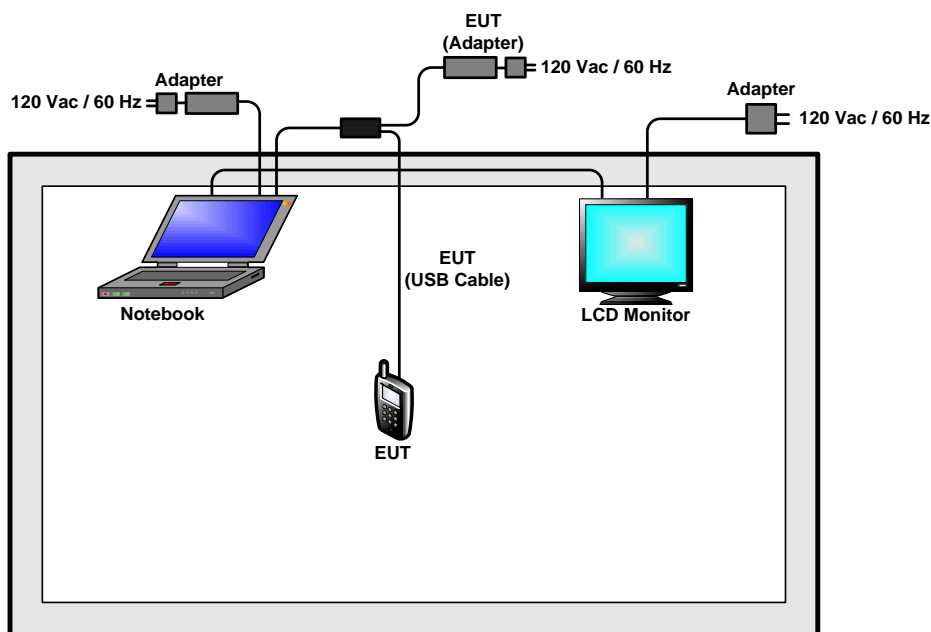 EUT
(Adapter)
120 Vac / 60 Hz
Adapter
120 Vac / 60 Hz
Adapter
120 Vac / 60 Hz
EUT
(USB Cable)
Notebook
LCD Monitor
EUT